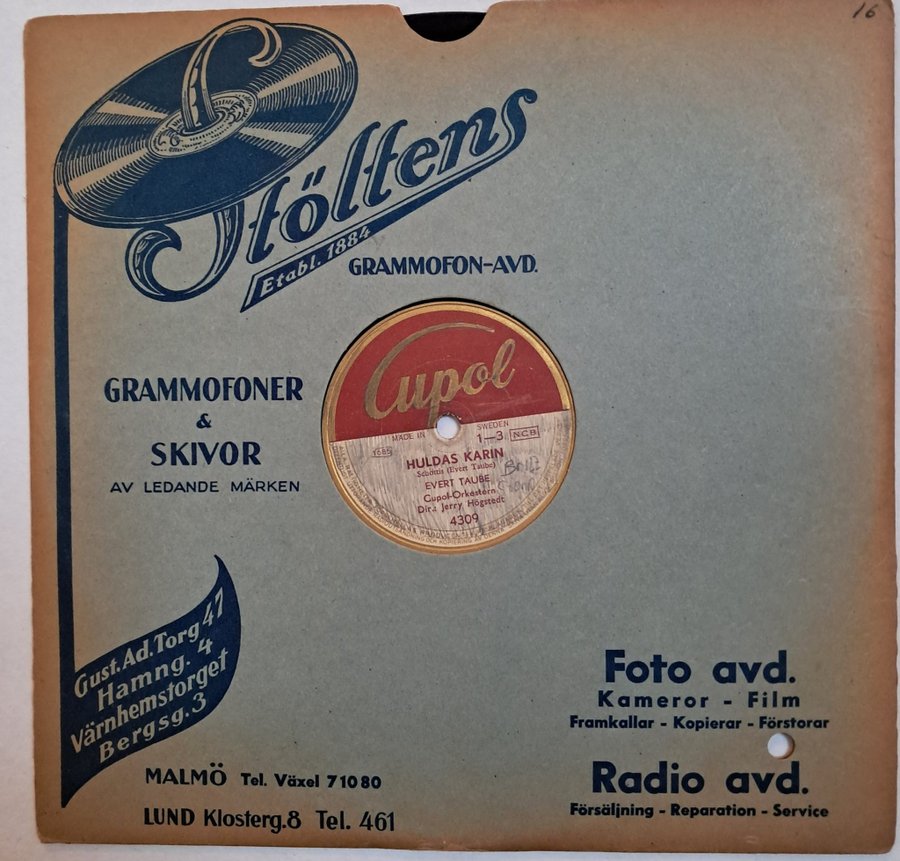 16
Stöltens
Etabl. 1884
GRAMMOFON-AVD.
GRAMMOFONER
&
SKIVOR
AV LEDANDE MÄRKEN
Cupol
MADE IN SWEDEN
1—3 NCB
1685
HULDAS KARIN
Schottis (Evert Taube)
EVERT TAUBE
Cupol-Orkestern
Dir. Jerry Högstedt
4309
Gust. Ad. Torg 47
Hamng. 4
Värnhemstorget
Bergsg. 3
MALMÖ Tel. Växel 71080
LUND Klosterg. 8 Tel. 461
Foto avd.
Kameror - Film
Framkallar - Kopierar - Förstorar
Radio avd.
Försäljning - Reparation - Service